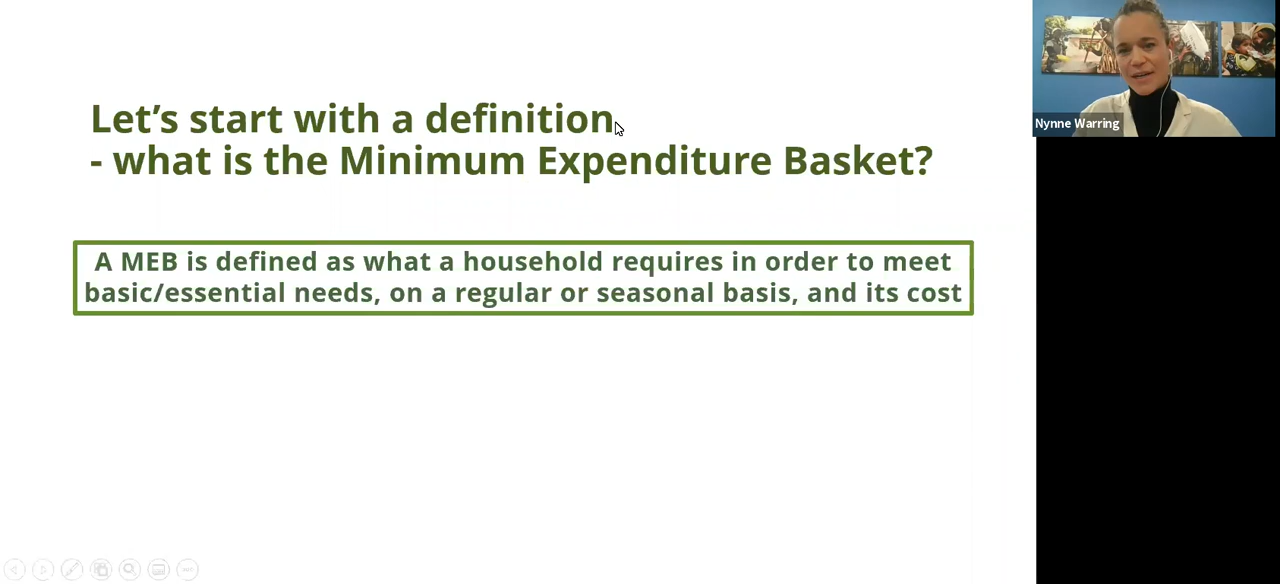 Let’s start with a definition
- what is the Minimum Expenditure Basket?
A MEB is defined as what a household requires in order to meet
basic/essential needs, on a regular or seasonal basis, and its cost
Nynne Warring